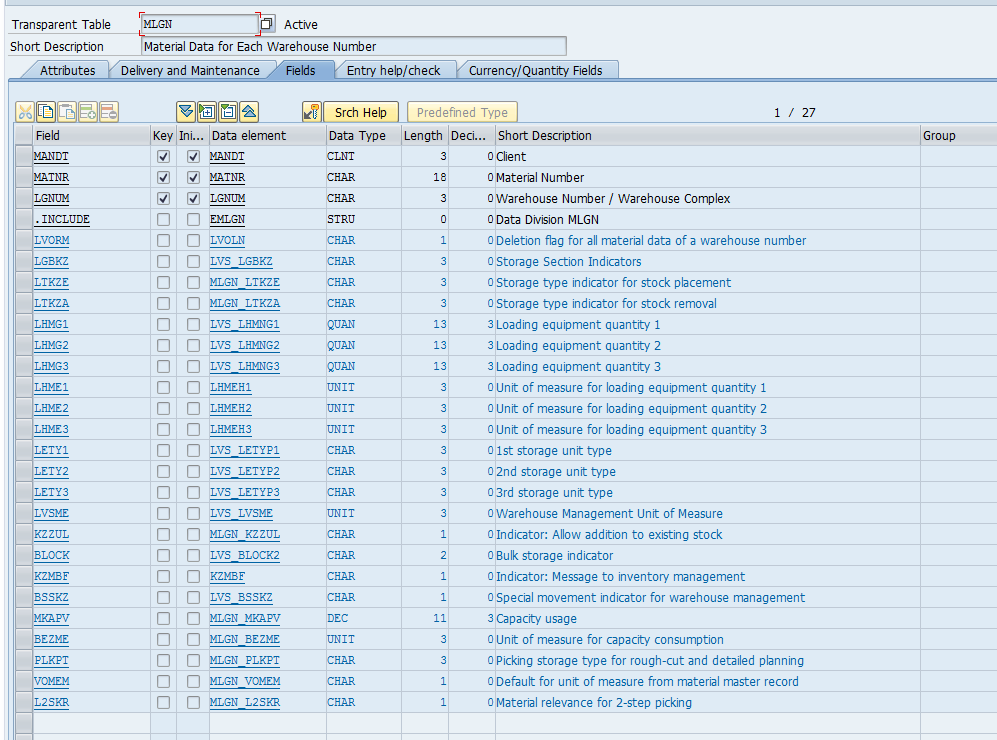 Transparent Table MLGN Active
Short Description Material Data for Each Warehouse Number
Attributes Delivery and Maintenance Fields Entry help/check Currency/Quantity Fields
Srch Help Predefined Type 1 / 27
Field Key Ini... Data element Data Type Length Deci... Short Description Group
MANDT MANDT CLNT 3 0 Client
MATNR MATNR CHAR 18 0 Material Number
LGNUM LGNUM CHAR 3 0 Warehouse Number / Warehouse Complex
.INCLUDE EMLGN STRU 0 0 Data Division MLGN
LVORM LVOLN CHAR 1 0 Deletion flag for all material data of a warehouse number
LGBKZ LVS_LGBKZ CHAR 3 0 Storage Section Indicators
LTKZE MLGN_LTKZE CHAR 3 0 Storage type indicator for stock placement
LTKZA MLGN_LTKZA CHAR 3 0 Storage type indicator for stock removal
LHMG1 LVS_LHMNG1 QUAN 13 3 Loading equipment quantity 1
LHMG2 LVS_LHMNG2 QUAN 13 3 Loading equipment quantity 2
LHMG3 LVS_LHMNG3 QUAN 13 3 Loading equipment quantity 3
LHME1 LHMEH1 UNIT 3 0 Unit of measure for loading equipment quantity 1
LHME2 LHMEH2 UNIT 3 0 Unit of measure for loading equipment quantity 2
LHME3 LHMEH3 UNIT 3 0 Unit of measure for loading equipment quantity 3
LETY1 LVS_LETYP1 CHAR 3 0 1st storage unit type
LETY2 LVS_LETYP2 CHAR 3 0 2nd storage unit type
LETY3 LVS_LETYP3 CHAR 3 0 3rd storage unit type
LVSME LVS_LVSME UNIT 3 0 Warehouse Management Unit of Measure
KZZUL MLGN_KZZUL CHAR 1 0 Indicator: Allow addition to existing stock
BLOCK LVS_BLOCK2 CHAR 2 0 Bulk storage indicator
KZMBF KZMBF CHAR 1 0 Indicator: Message to inventory management
BSSKZ LVS_BSSKZ CHAR 1 0 Special movement indicator for warehouse management
MKAPV MLGN_MKAPV DEC 11 3 Capacity usage
BEZME MLGN_BEZME UNIT 3 0 Unit of measure for capacity consumption
PLKPT MLGN_PLKPT CHAR 3 0 Picking storage type for rough-cut and detailed planning
VOMEM MLGN_VOMEM CHAR 1 0 Default for unit of measure from material master record
L2SKR MLGN_L2SKR CHAR 1 0 Material relevance for 2-step picking